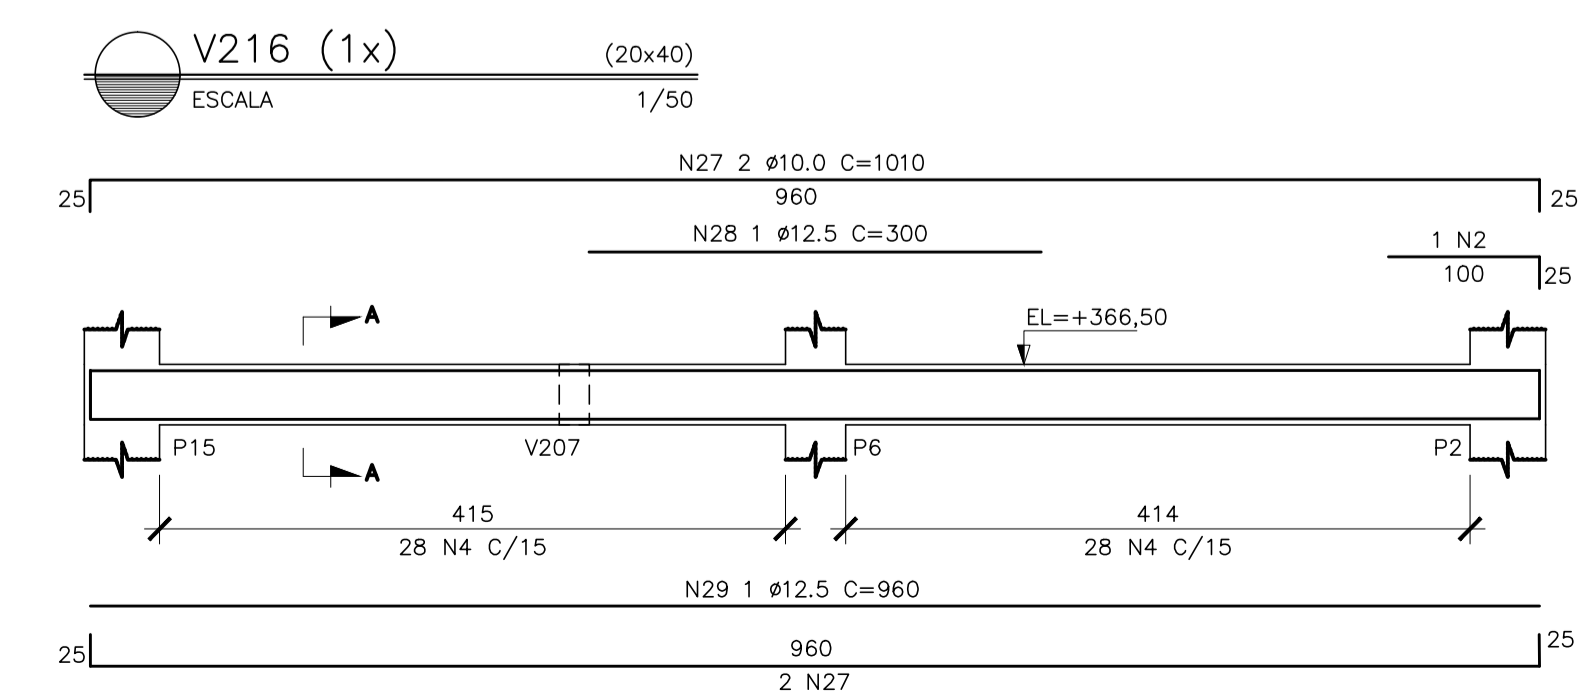 V216 (1x) (20x40)
ESCALA 1/50
N27 2 ø10.0 C=1010
25 960 25
N28 1 ø12.5 C=300
1 N2
100 25
A
EL=+366,50
P15 V207 P6 P2
A
415 414
28 N4 C/15 28 N4 C/15
N29 1 ø12.5 C=960
25 960 25
2 N27